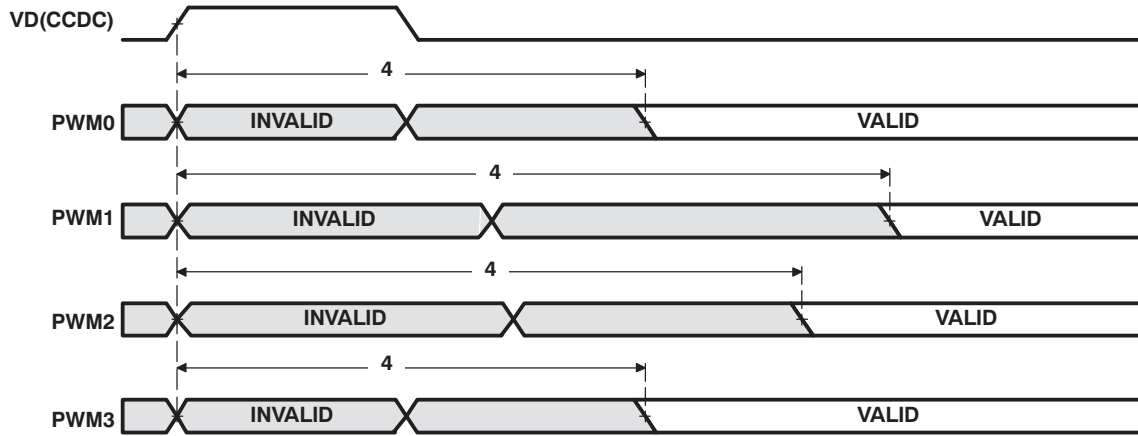 VD(CCDC)
4
PWM0 INVALID VALID
4
PWM1 INVALID VALID
4
PWM2 INVALID VALID
4
PWM3 INVALID VALID